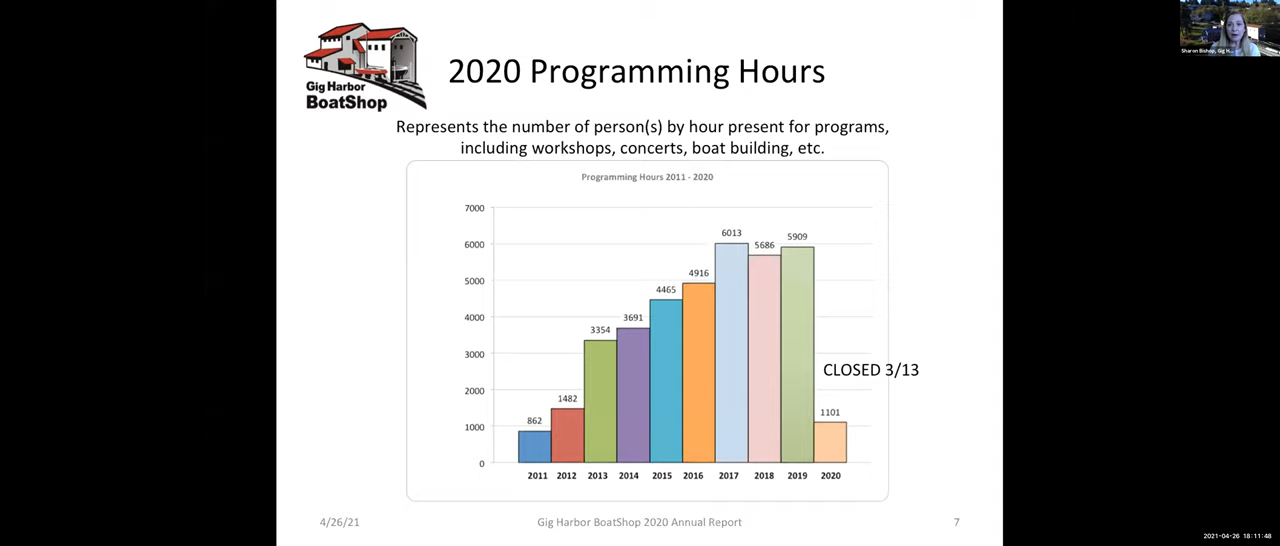 Sharon Bishop, Gig H...
Gig Harbor
BoatShop
2020 Programming Hours
Represents the number of person(s) by hour present for programs,
including workshops, concerts, boat building, etc.
Programming Hours 2011 - 2020
7000
6000
5000
4000
3000
2000
1000
0
862
1482
3354
3691
4465
4916
6013
5686
5909
1101
CLOSED 3/13
2011 2012 2013 2014 2015 2016 2017 2018 2019 2020
4/26/21
Gig Harbor BoatShop 2020 Annual Report
7
2021-04-26 18:11:48